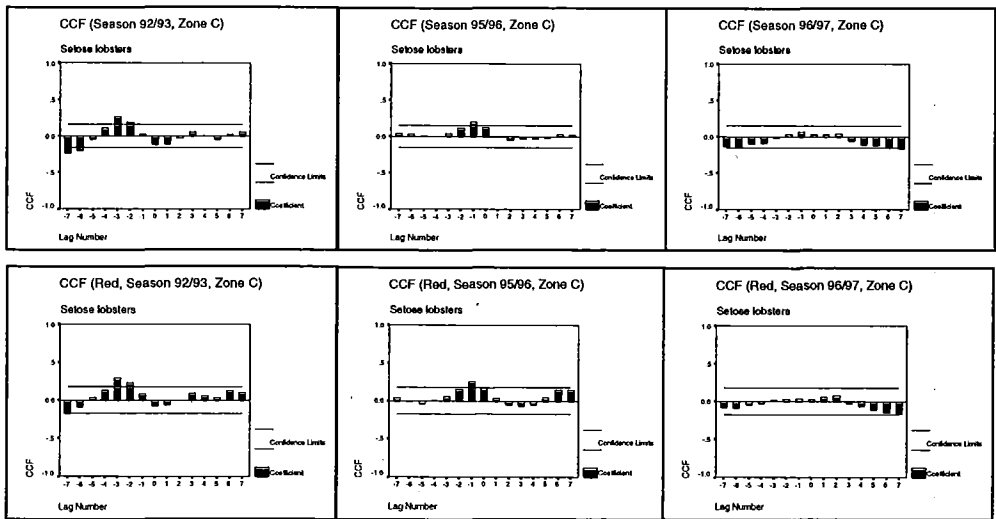 CCF (Season 92/93, Zone C)
Setose lobsters
1.0
.5
0.0
-.5
-1.0
CCF
-7 -6 -5 -4 -3 -2 -1 0 1 2 3 4 5 6 7
Lag Number
Confidence Limits
Coefficient
CCF (Season 95/96, Zone C)
Setose lobsters
1.0
.5
0.0
-.5
-1.0
CCF
-7 -6 -5 -4 -3 -2 -1 0 1 2 3 4 5 6 7
Lag Number
Confidence Limits
Coefficient
CCF (Season 96/97, Zone C)
Setose lobsters
1.0
.5
0.0
-.5
-1.0
CCF
-7 -6 -5 -4 -3 -2 -1 0 1 2 3 4 5 6 7
Lag Number
Confidence Limits
Coefficient
CCF (Red, Season 92/93, Zone C)
Setose lobsters
1.0
.5
0.0
-.5
-1.0
CCF
-7 -6 -5 -4 -3 -2 -1 0 1 2 3 4 5 6 7
Lag Number
Confidence Limits
Coefficient
CCF (Red, Season 95/96, Zone C)
Setose lobsters
1.0
.5
0.0
-.5
-1.0
CCF
-7 -6 -5 -4 -3 -2 -1 0 1 2 3 4 5 6 7
Lag Number
Confidence Limits
Coefficient
CCF (Red, Season 96/97, Zone C)
Setose lobsters
1.0
.5
0.0
-.5
-1.0
CCF
-7 -6 -5 -4 -3 -2 -1 0 1 2 3 4 5 6 7
Lag Number
Confidence Limits
Coefficient